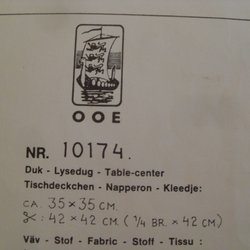 OOE
NR. 10174.
Duk - Lysedug - Table-center
Tischdeckchen - Napperon - Kleedje:
CA. 35 x 35 CM.
✂: 42 x 42 CM. (1/4 BR. x 42 CM)
Väv - Stof - Fabric - Stoff - Tissu :